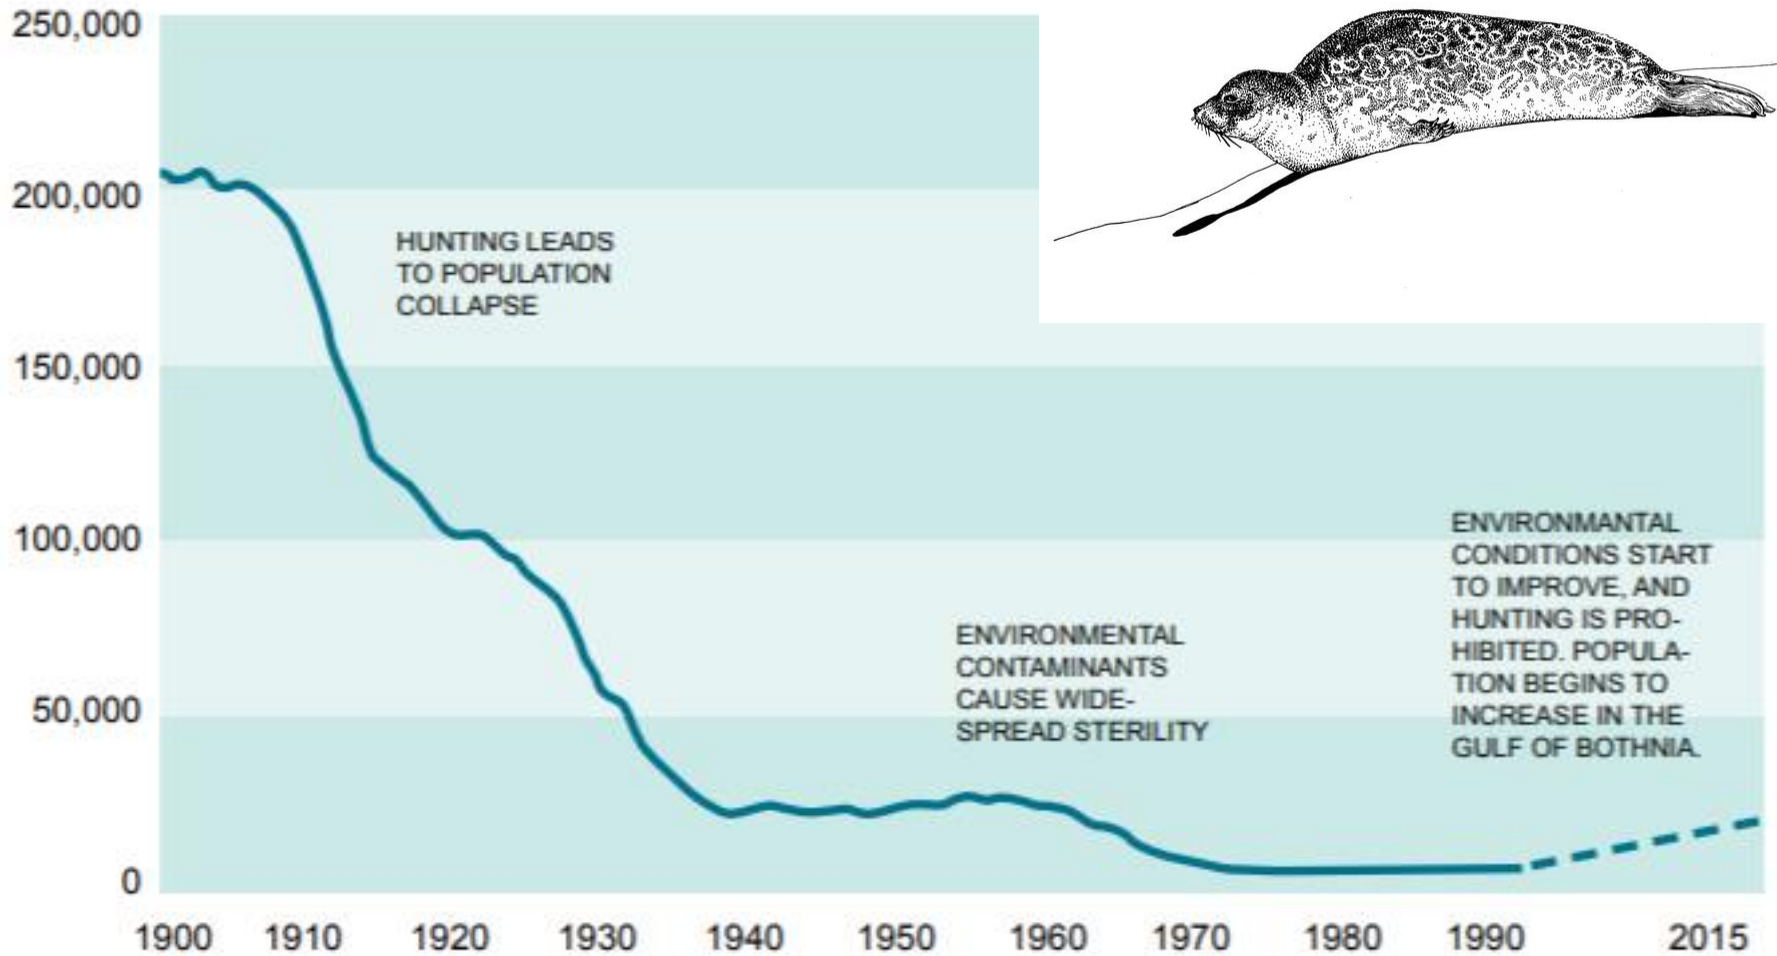 250,000
200,000
HUNTING LEADS
TO POPULATION
COLLAPSE
150,000
100,000
ENVIRONMANTAL
CONDITIONS START
TO IMPROVE, AND
HUNTING IS PRO-
HIBITED. POPULA-
TION BEGINS TO
INCREASE IN THE
GULF OF BOTHNIA.
ENVIRONMENTAL
CONTAMINANTS
CAUSE WIDE-
SPREAD STERILITY
50,000
0
1900 1910 1920 1930 1940 1950 1960 1970 1980 1990 2015